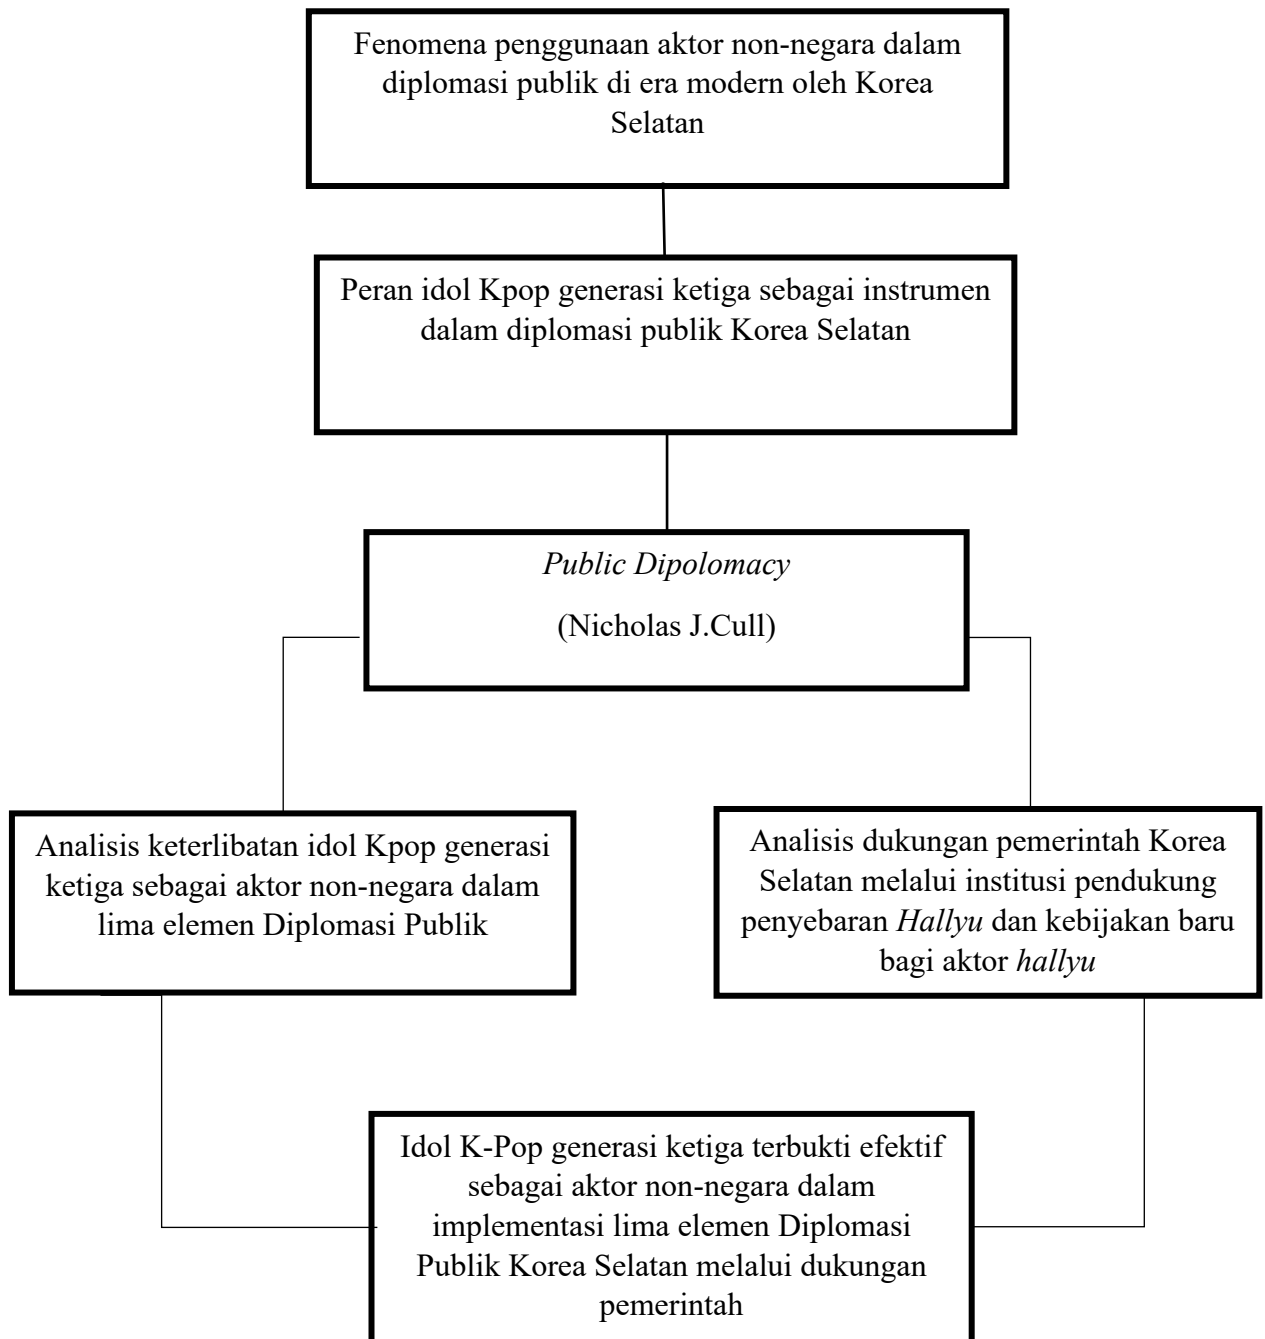 Fenomena penggunaan aktor non-negara dalam
diplomasi publik di era modern oleh Korea
Selatan
Peran idol Kpop generasi ketiga sebagai instrumen
dalam diplomasi publik Korea Selatan
Public Dipolomacy
(Nicholas J.Cull)
Analisis keterlibatan idol Kpop generasi
ketiga sebagai aktor non-negara dalam
lima elemen Diplomasi Publik
Analisis dukungan pemerintah Korea
Selatan melalui institusi pendukung
penyebaran Hallyu dan kebijakan baru
bagi aktor hallyu
Idol K-Pop generasi ketiga terbukti efektif
sebagai aktor non-negara dalam
implementasi lima elemen Diplomasi
Publik Korea Selatan melalui dukungan
pemerintah